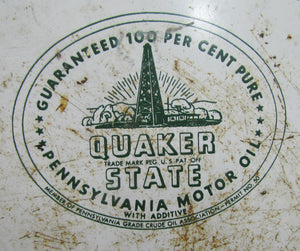 ★ GUARANTEED 100 PER CENT PURE ★
QUAKER
TRADE MARK REG. U.S. PAT. OFF.
STATE
★ PENNSYLVANIA MOTOR OIL ★
WITH ADDITIVE
MEMBER OF PENNSYLVANIA GRADE CRUDE OIL ASSOCIATION - PERMIT NO. 50